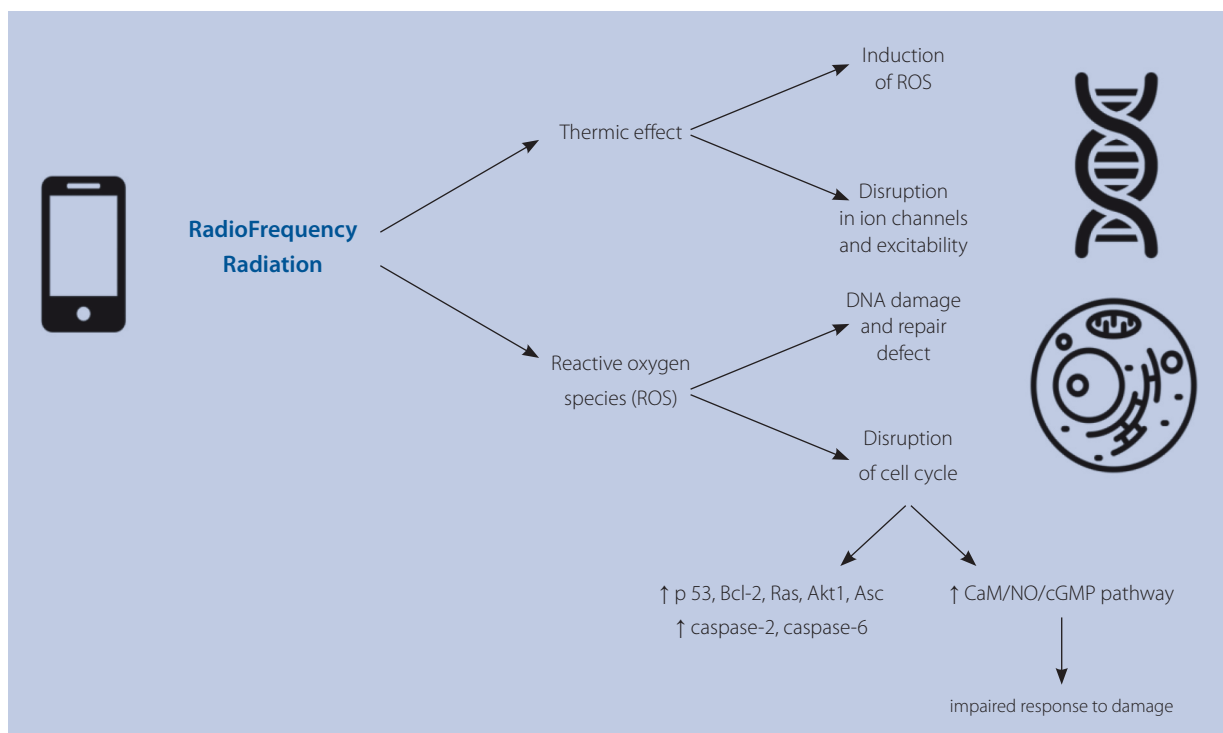 Induction
of ROS
Thermic effect
Disruption
in ion channels
and excitability
RadioFrequency
Radiation
DNA damage
and repair
defect
Reactive oxygen
species (ROS)
Disruption
of cell cycle
↑ p 53, Bcl-2, Ras, Akt1, Asc
↑ caspase-2, caspase-6
↑ CaM/NO/cGMP pathway
impaired response to damage